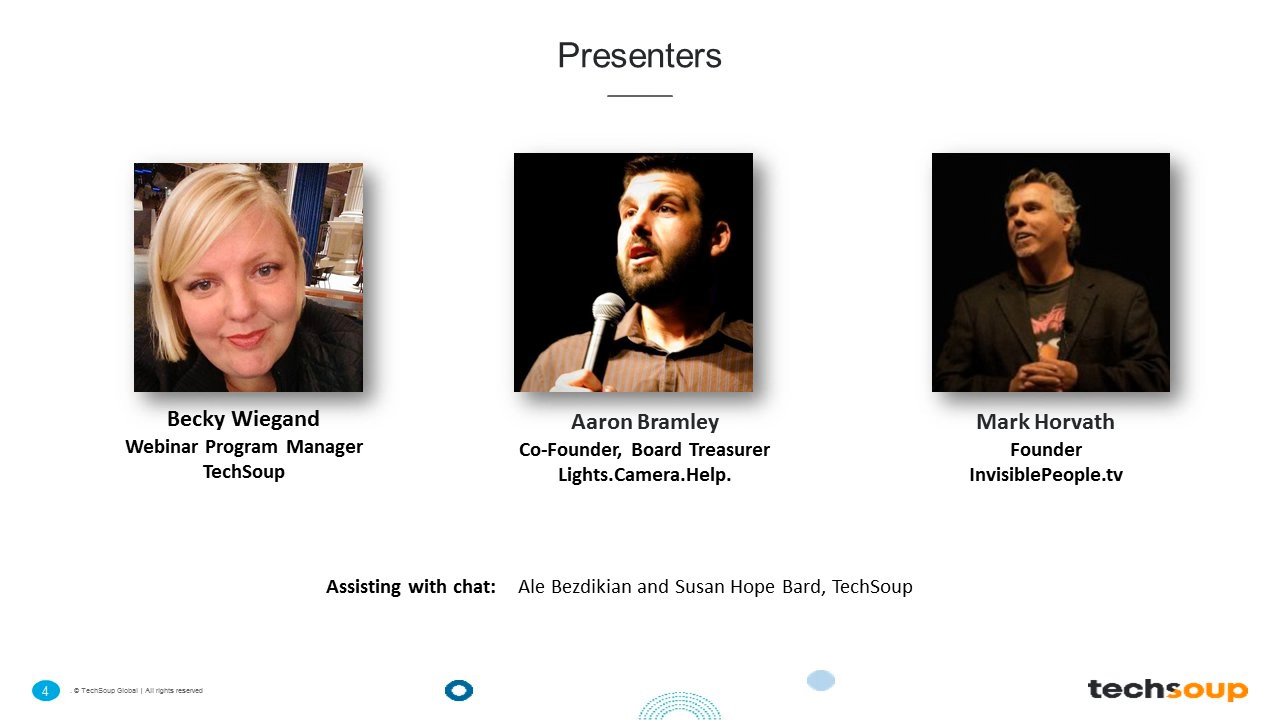 Presenters
Becky Wiegand
Webinar Program Manager
TechSoup
Aaron Bramley
Co-Founder, Board Treasurer
Lights.Camera.Help.
Mark Horvath
Founder
InvisiblePeople.tv
Assisting with chat: Ale Bezdikian and Susan Hope Bard, TechSoup
4
. © TechSoup Global | All rights reserved
techsoup